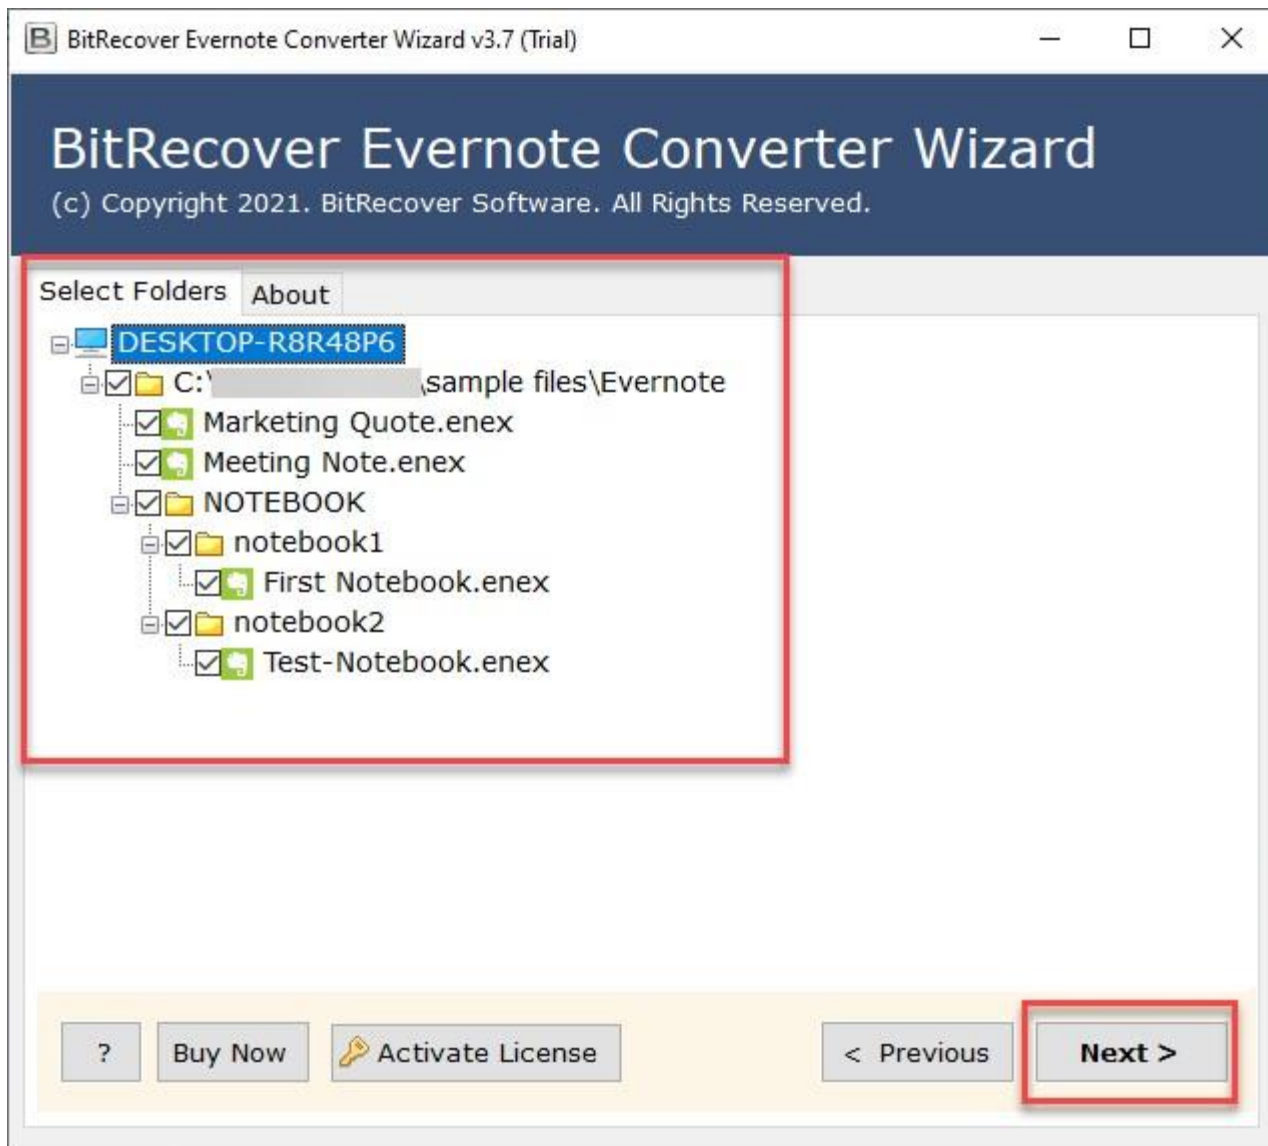 BitRecover Evernote Converter Wizard v3.7 (Trial)
BitRecover Evernote Converter Wizard
(c) Copyright 2021. BitRecover Software. All Rights Reserved.
Select Folders About
DESKTOP-R8R48P6
C:\ \sample files\Evernote
Marketing Quote.enex
Meeting Note.enex
NOTEBOOK
notebook1
First Notebook.enex
notebook2
Test-Notebook.enex
? Buy Now Activate License < Previous Next >